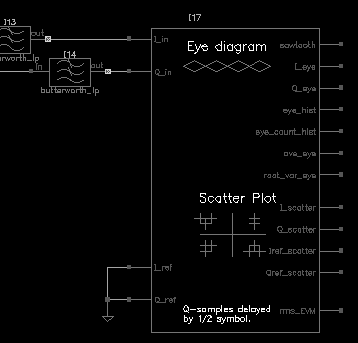 I17
I13
out
rworth_lp
in
I14
out
butterworth_lp
I_in
Eye diagram
sawtooth
I_eye
Q_in
Q_eye
eye_hist
eye_count_hist
ave_eye
root_var_eye
Scatter Plot
I_scatter
Q_scatter
Iref_scatter
I_ref
Qref_scatter
Q_ref
Q-samples delayed
by 1/2 symbol.
rms_EVM